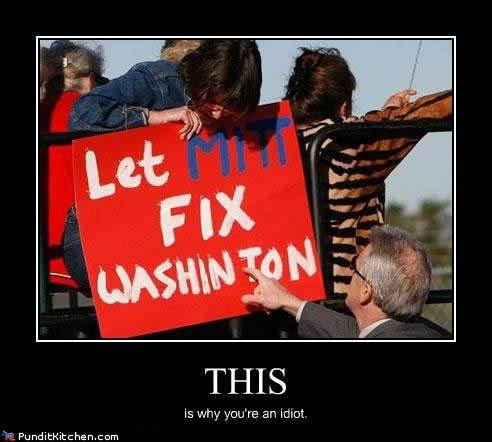 Let MITT
FIX
WASHINTON
THIS
is why you're an idiot.
PunditKitchen.com